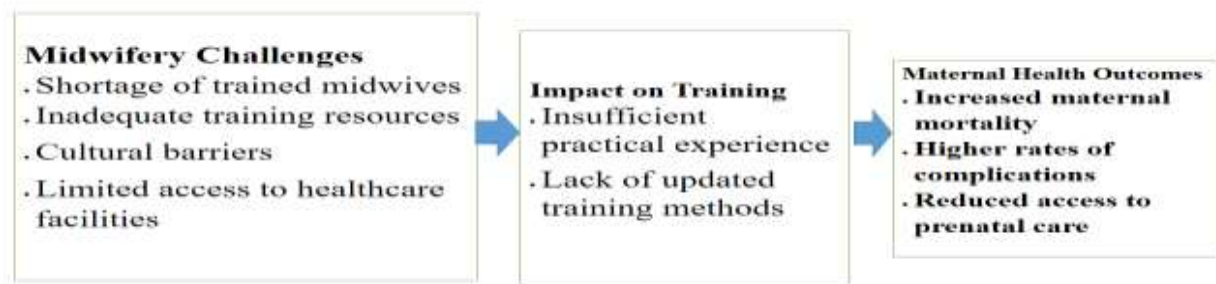 Midwifery Challenges
. Shortage of trained midwives
. Inadequate training resources
. Cultural barriers
. Limited access to healthcare
facilities
Impact on Training
. Insufficient
practical experience
. Lack of updated
training methods
Maternal Health Outcomes
. Increased maternal
mortality
. Higher rates of
complications
. Reduced access to
prenatal care